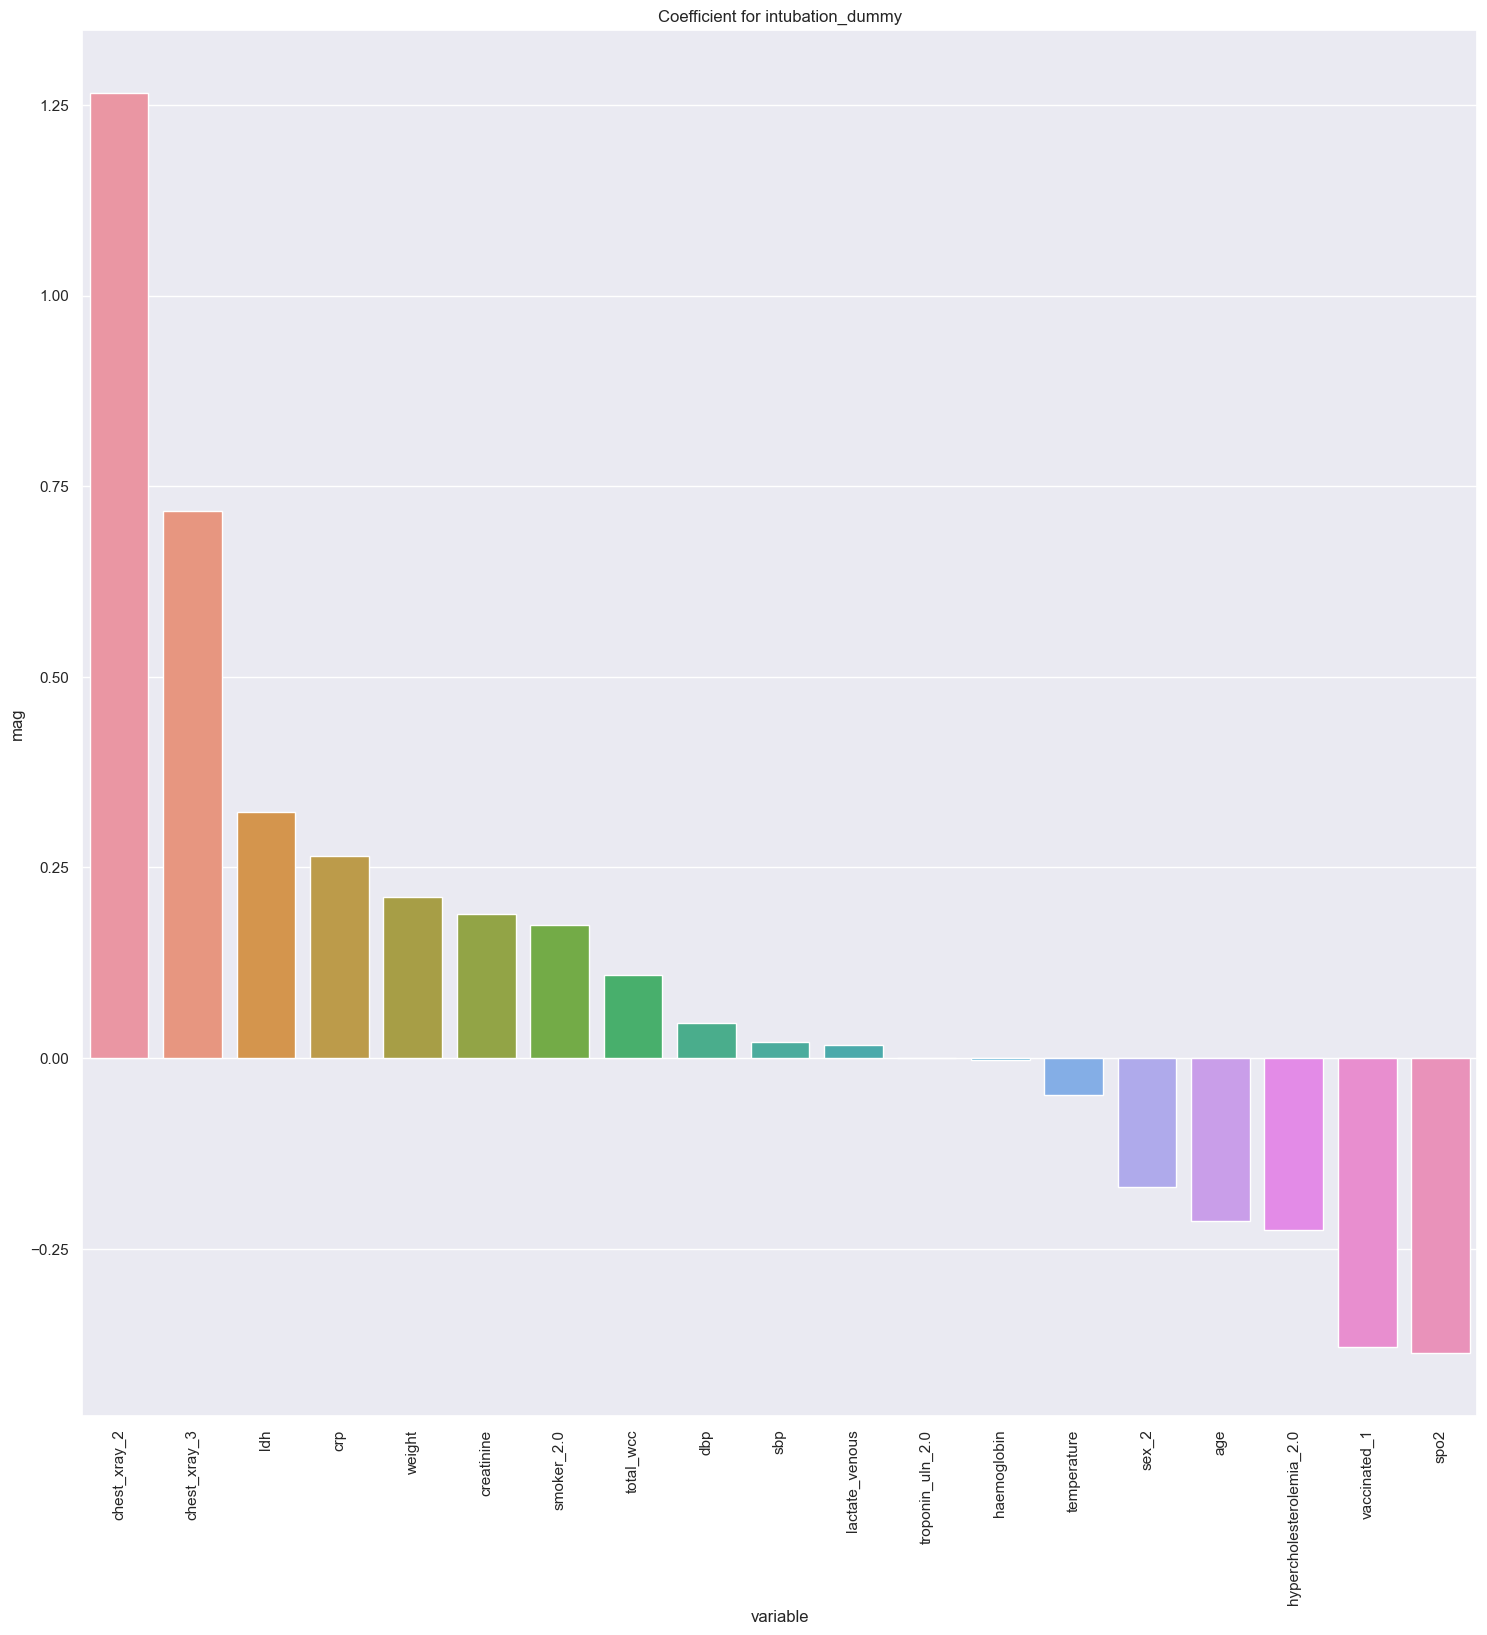 Coefficient for intubation_dummy
mag
1.25
1.00
0.75
0.50
0.25
0.00
−0.25
chest_xray_2
chest_xray_3
ldh
crp
weight
creatinine
smoker_2.0
total_wcc
dbp
sbp
lactate_venous
troponin_uln_2.0
haemoglobin
temperature
sex_2
age
hypercholesterolemia_2.0
vaccinated_1
spo2
variable